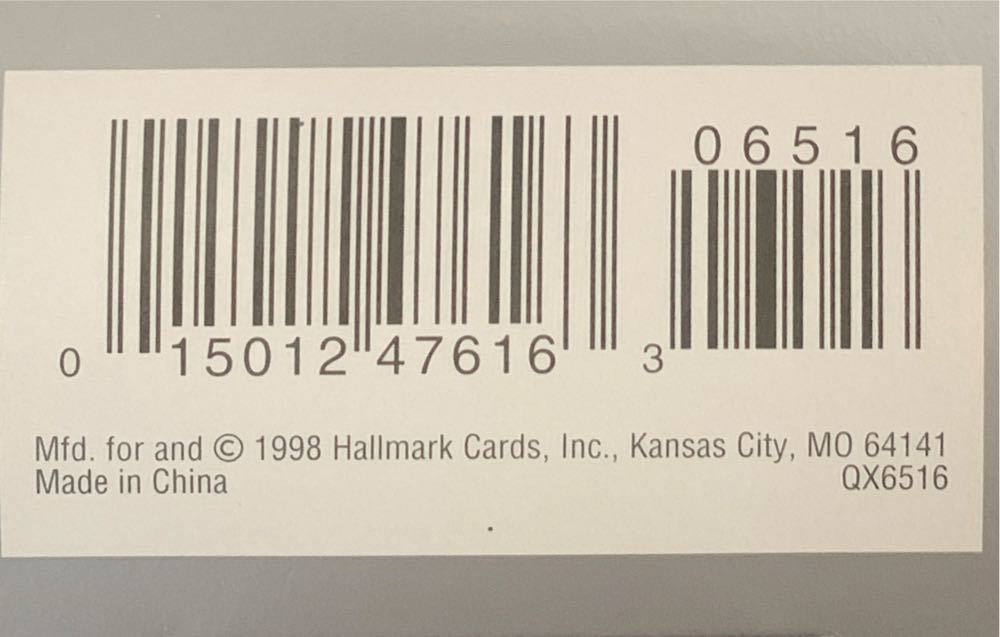 06516
0 15012 47616 3
Mfd. for and © 1998 Hallmark Cards, Inc., Kansas City, MO 64141
Made in China QX6516